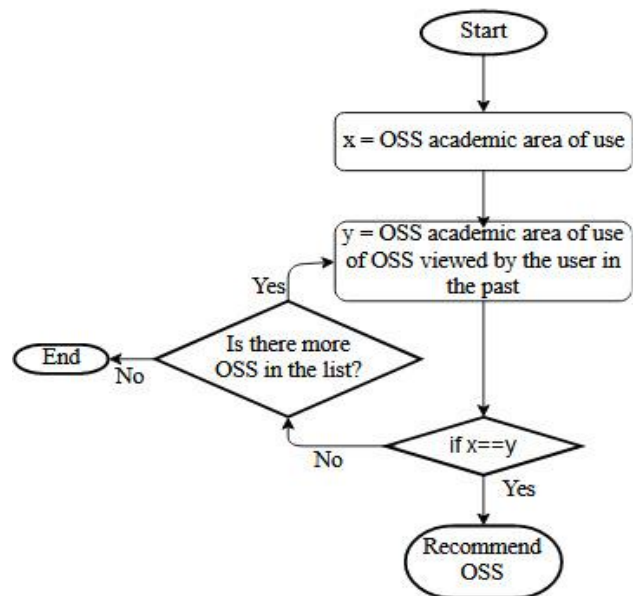 Start
x = OSS academic area of use
y = OSS academic area of use
of OSS viewed by the user in
the past
Yes
Is there more
OSS in the list?
End
No
if x==y
No
Yes
Recommend
OSS